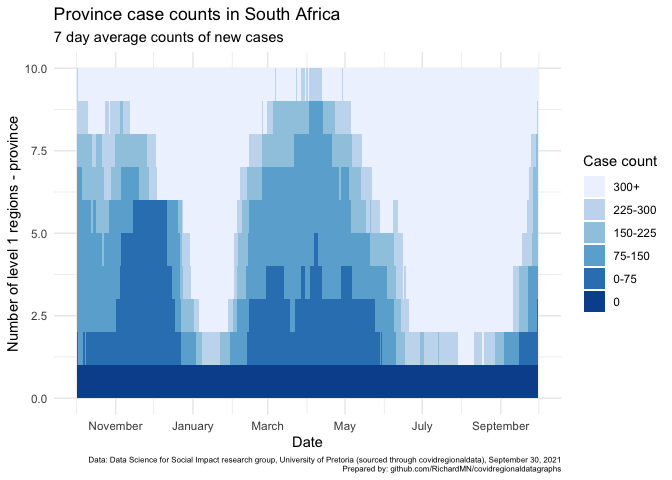 Province case counts in South Africa
7 day average counts of new cases
10.0
7.5
5.0
2.5
0.0
Number of level 1 regions - province
November January March May July September
Date
Case count
300+
225-300
150-225
75-150
0-75
0
Data: Data Science for Social Impact research group, University of Pretoria (sourced through covidregionaldata), September 30, 2021
Prepared by: github.com/RichardMN/covidregionaldatagraphs